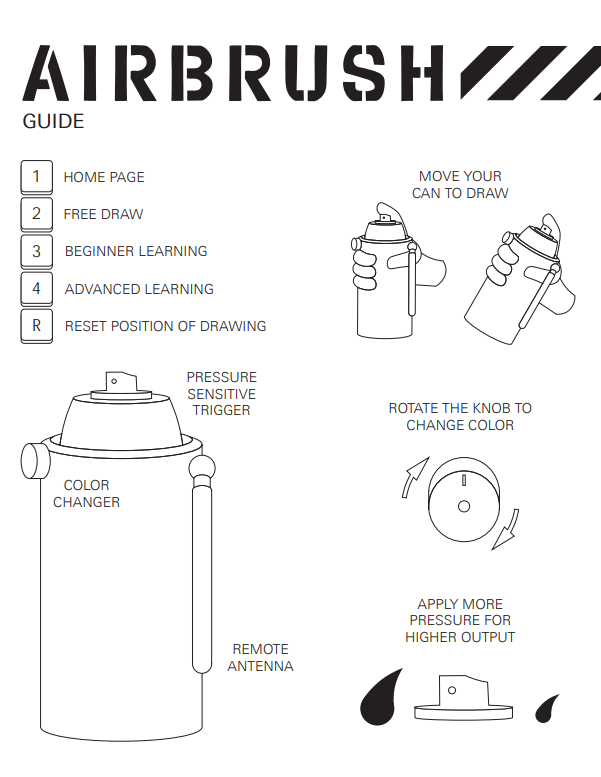 AIRBRUSH
GUIDE
1 HOME PAGE
2 FREE DRAW
3 BEGINNER LEARNING
4 ADVANCED LEARNING
R RESET POSITION OF DRAWING
MOVE YOUR
CAN TO DRAW
PRESSURE
SENSITIVE
TRIGGER
COLOR
CHANGER
REMOTE
ANTENNA
ROTATE THE KNOB TO
CHANGE COLOR
APPLY MORE
PRESSURE FOR
HIGHER OUTPUT